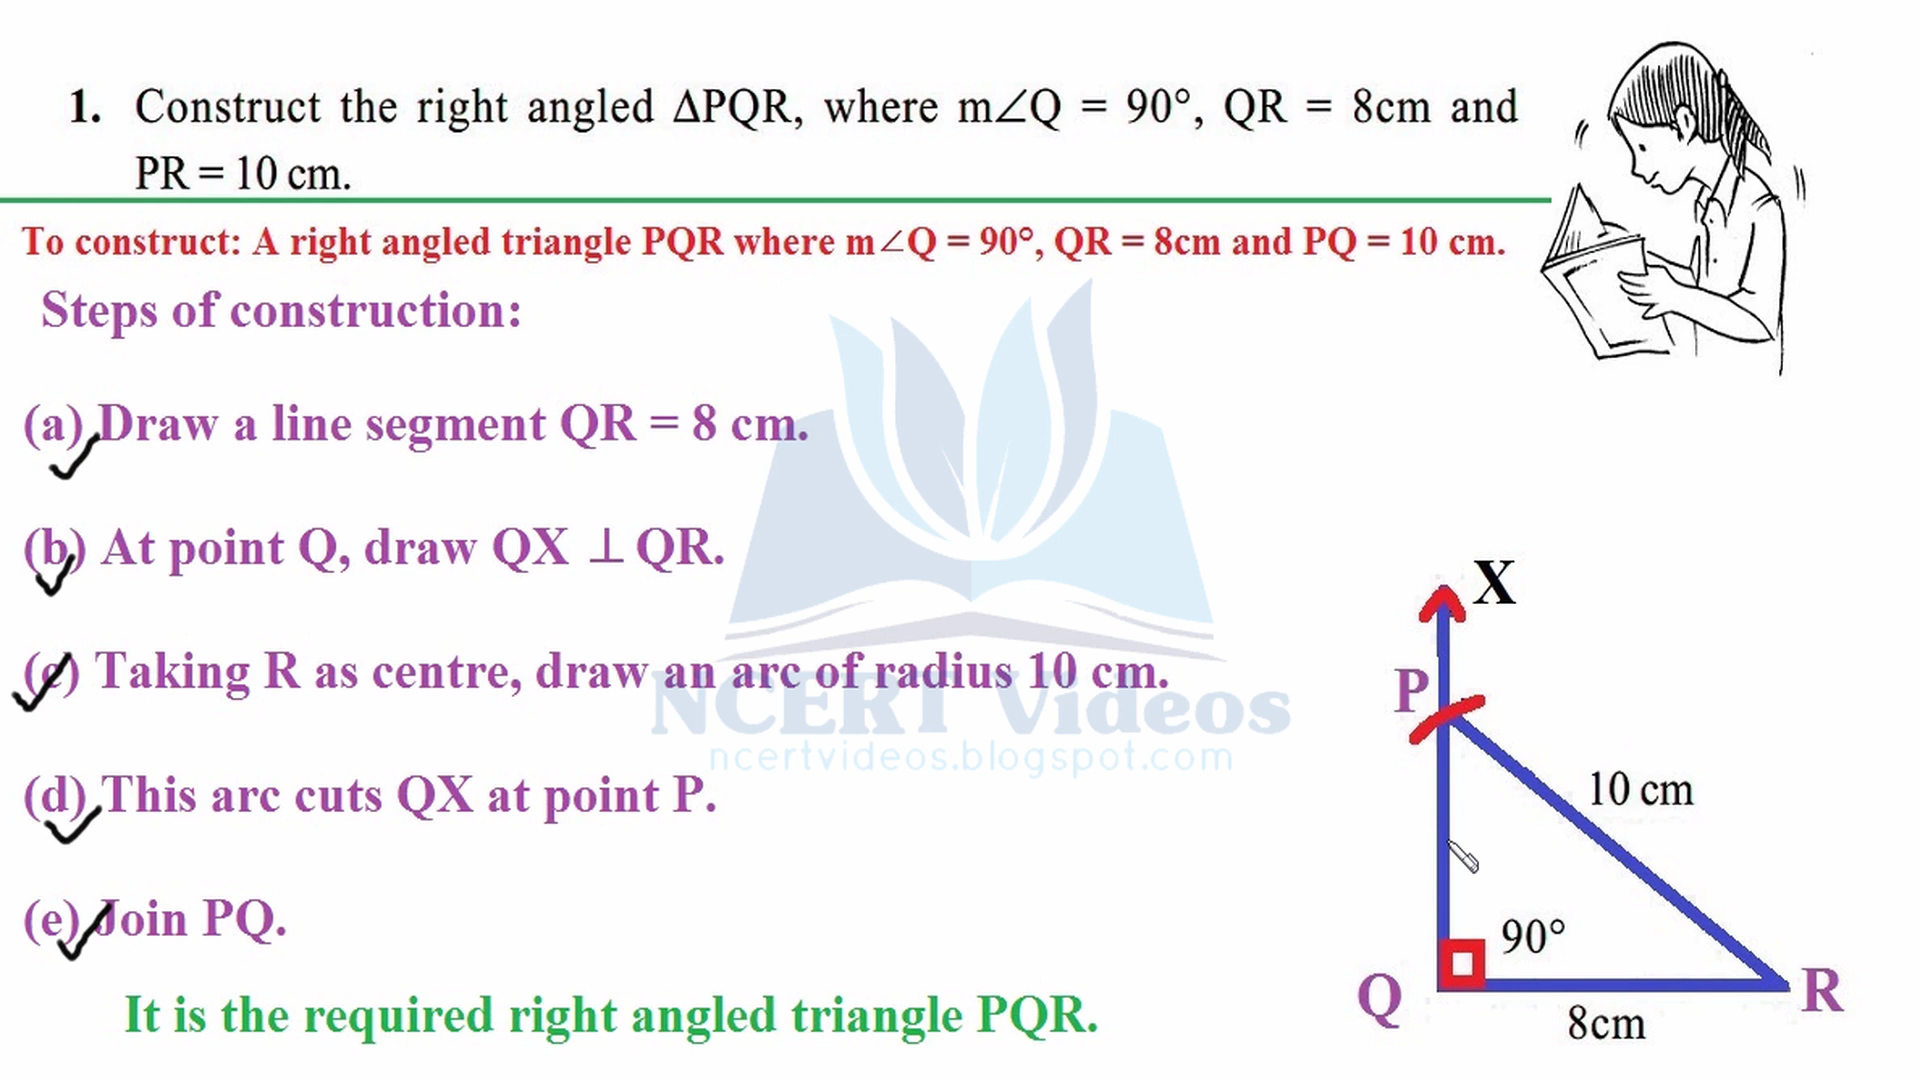 1. Construct the right angled ΔPQR, where m∠Q = 90°, QR = 8cm and
PR = 10 cm.
To construct: A right angled triangle PQR where m∠Q = 90°, QR = 8cm and PQ = 10 cm.
Steps of construction:
(a) Draw a line segment QR = 8 cm.
(b) At point Q, draw QX ⊥ QR.
(c) Taking R as centre, draw an arc of radius 10 cm.
NCERT Videos
ncertvideos.blogspot.com
(d) This arc cuts QX at point P.
(e) Join PQ.
It is the required right angled triangle PQR.
X
P
10 cm
90°
Q
R
8cm